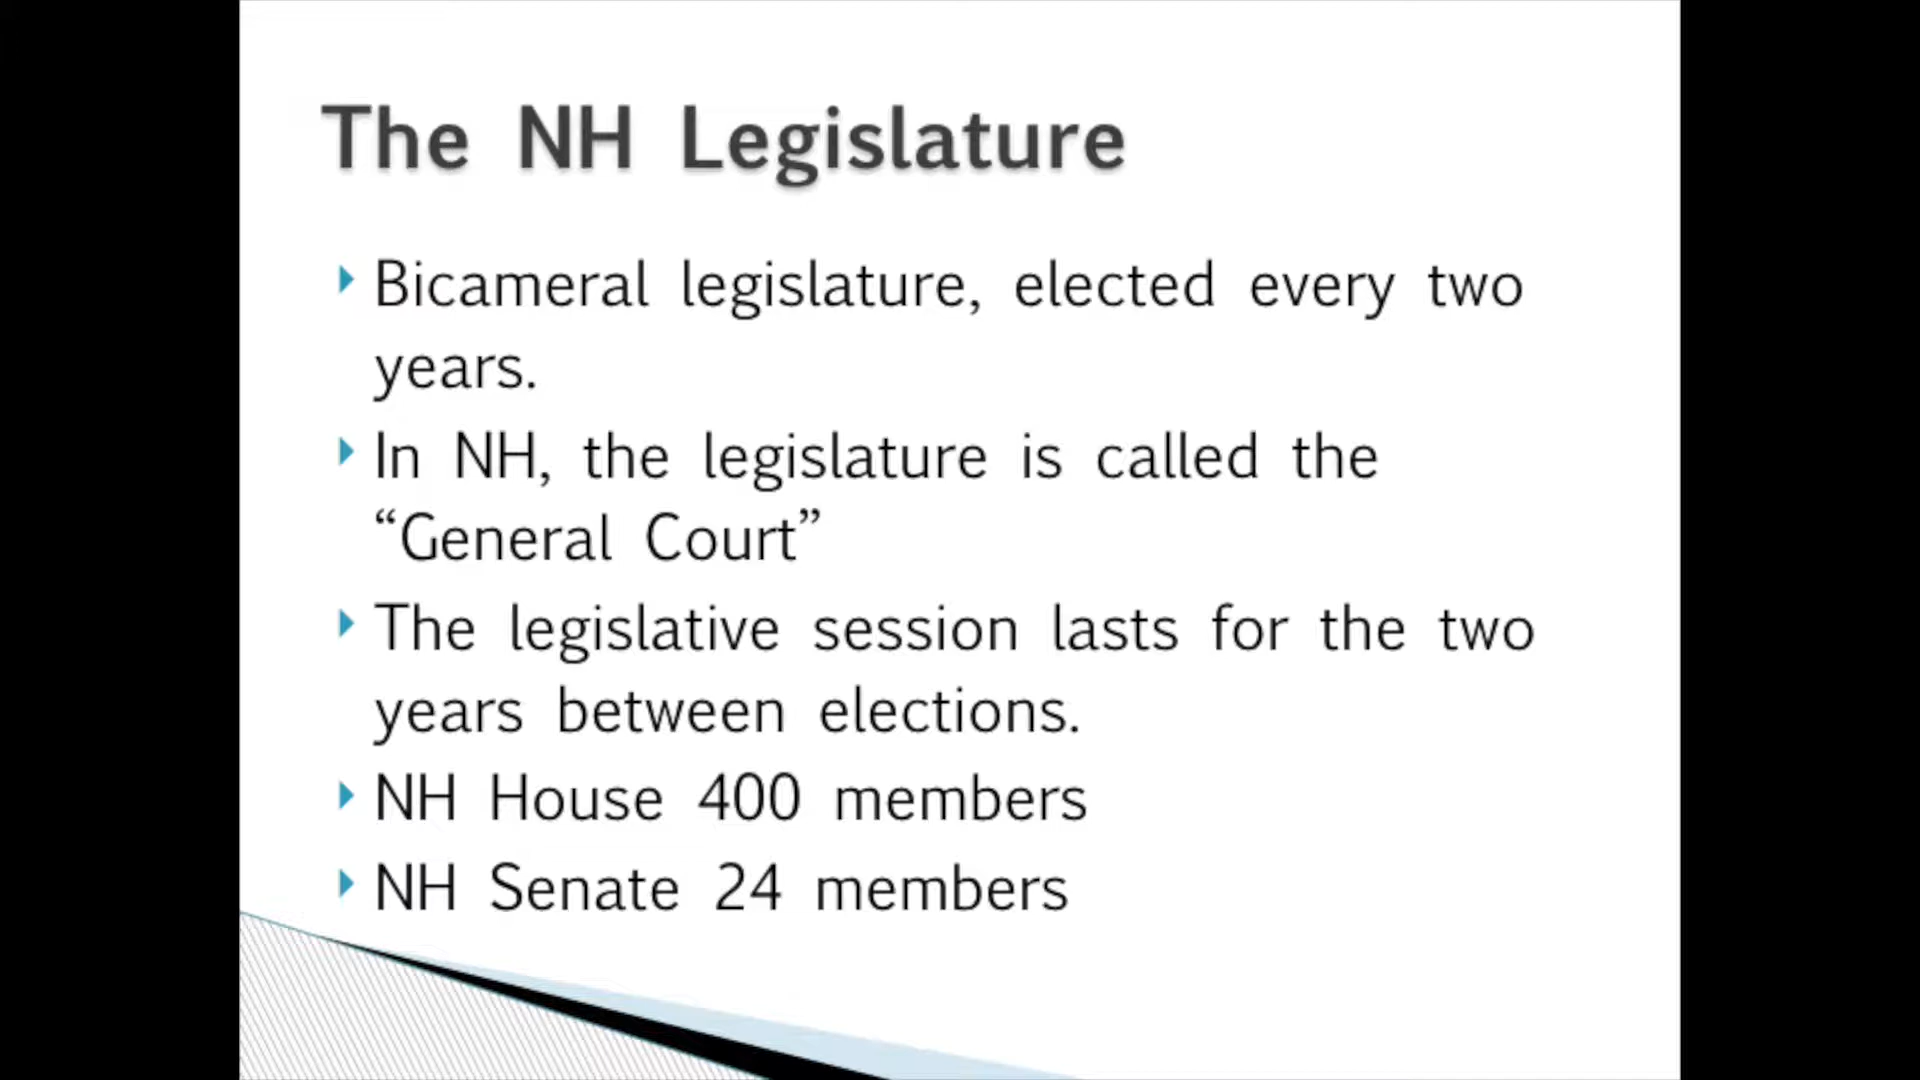 The NH Legislature
Bicameral legislature, elected every two
years.
In NH, the legislature is called the
“General Court”
The legislative session lasts for the two
years between elections.
NH House 400 members
NH Senate 24 members